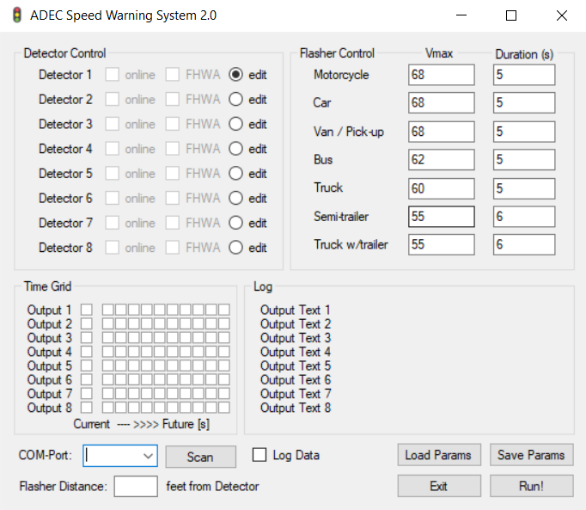 ADEC Speed Warning System 2.0
Detector Control
Detector 1 online FHWA edit
Detector 2 online FHWA edit
Detector 3 online FHWA edit
Detector 4 online FHWA edit
Detector 5 online FHWA edit
Detector 6 online FHWA edit
Detector 7 online FHWA edit
Detector 8 online FHWA edit
Flasher Control Vmax Duration (s)
Motorcycle 68 5
Car 68 5
Van / Pick-up 68 5
Bus 62 5
Truck 60 5
Semi-trailer 55 6
Truck w/trailer 55 6
Time Grid
Output 1
Output 2
Output 3
Output 4
Output 5
Output 6
Output 7
Output 8
Current ---- >>>> Future [s]
Log
Output Text 1
Output Text 2
Output Text 3
Output Text 4
Output Text 5
Output Text 6
Output Text 7
Output Text 8
COM-Port: Scan Log Data Load Params Save Params
Flasher Distance: feet from Detector Exit Run!